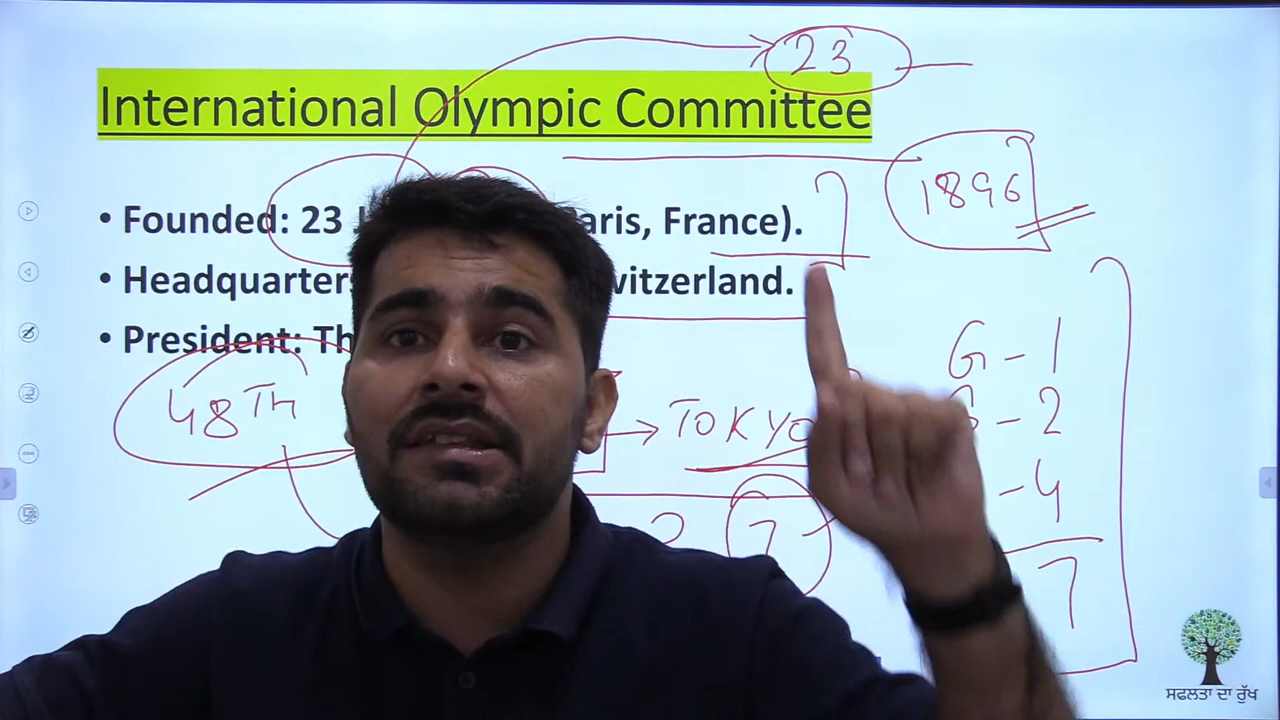 23
International Olympic Committee
1896
• Founded: 23 aris, France).
• Headquarters witzerland.
• President: Th
G - 1
48TH
TOKYO
- 2
- 4
7
7
ਸਫਲਤਾ ਦਾ ਰੁੱਖ